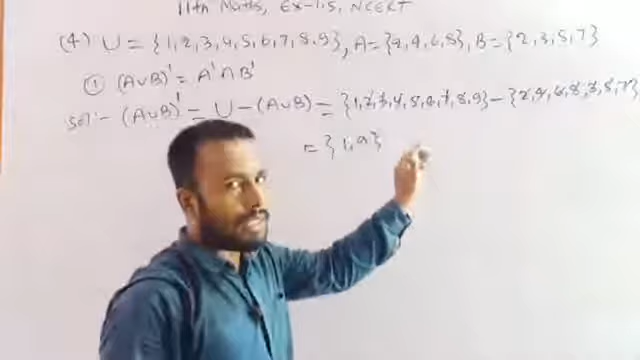 11th Maths, Ex-1.5, NCERT
(4) U = {1,2,3,4,5,6,7,8,9}, A={2,4,6,8}, B={2,3,5,7}
① (A∪B)' = A' ∩ B'
Sol:- (A∪B)' = U - (A∪B) = {1,2,3,4,5,6,7,8,9} - {2,4,6,8,3,5,7}
= {1,9}